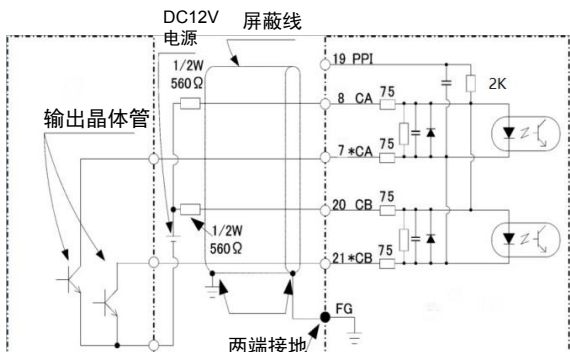 DC12V
电源
屏蔽线
1/2W
560Ω
输出晶体管
1/2W
560Ω
19 PPI
8 CA 75
2K
7 *CA 75
20 CB 75
21*CB 75
FG
两端接地